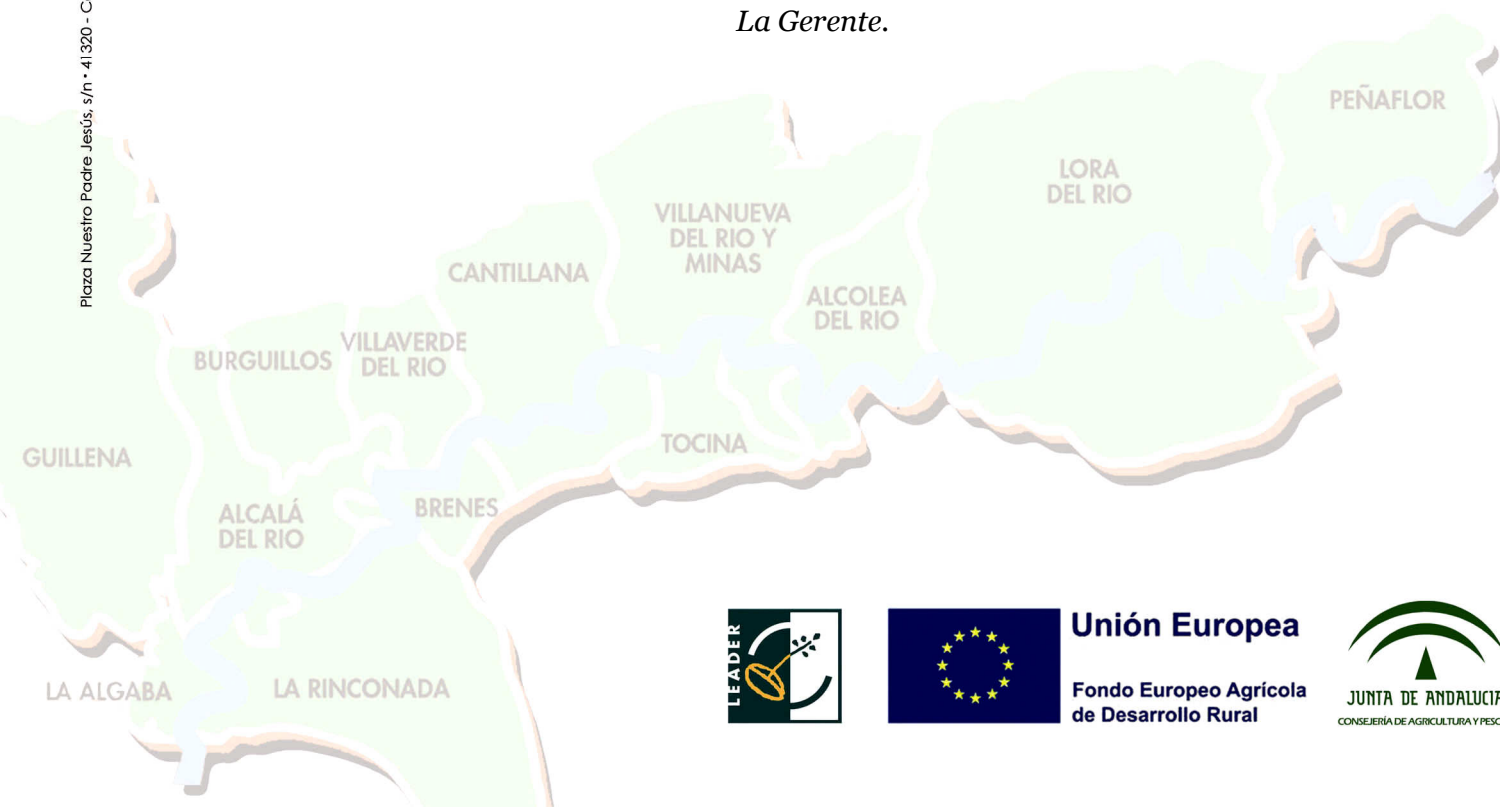 La Gerente.
Plaza Nuestro Padre Jesús, s/n • 41320 -
PEÑAFLOR
LORA
DEL RIO
VILLANUEVA
DEL RIO Y
MINAS
CANTILLANA
ALCOLEA
DEL RIO
VILLAVERDE
DEL RIO
BURGUILLOS
TOCINA
GUILLENA
BRENES
ALCALÁ
DEL RIO
LA ALGABA
LA RINCONADA
LEADER
Unión Europea
Fondo Europeo Agrícola
de Desarrollo Rural
JUNTA DE ANDALUCIA
CONSEJERÍA DE AGRICULTURA Y PESC